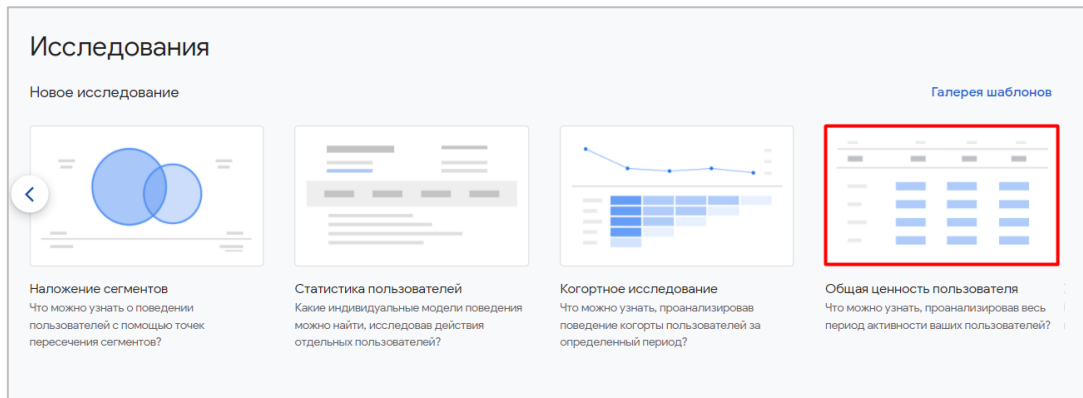 Исследования
Новое исследование
Галерея шаблонов
Наложение сегментов
Что можно узнать о поведении
пользователей с помощью точек
пересечения сегментов?
Статистика пользователей
Какие индивидуальные модели поведения
можно найти, исследовав действия
отдельных пользователей?
Когортное исследование
Что можно узнать, проанализировав
поведение когорты пользователей за
определенный период?
Общая ценность пользователя
Что можно узнать, проанализировав весь
период активности ваших пользователей?